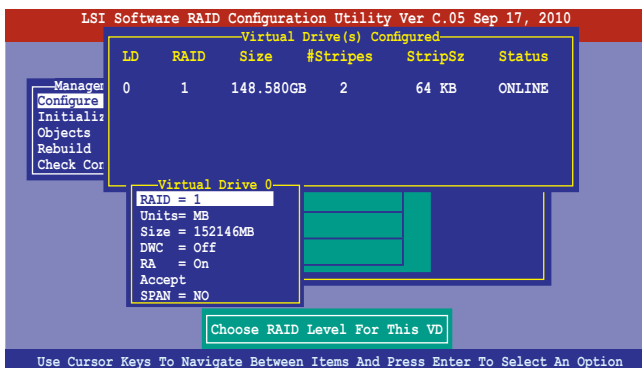 LSI Software RAID Configuration Utility Ver C.05 Sep 17, 2010
Virtual Drive(s) Configured
LD RAID Size #Stripes StripSz Status
0 1 148.580GB 2 64 KB ONLINE
Managem
Configure
Initializ
Objects
Rebuild
Check Con
Virtual Drive 0
RAID = 1
Units= MB
Size = 152146MB
DWC = Off
RA = On
Accept
SPAN = NO
Choose RAID Level For This VD
Use Cursor Keys To Navigate Between Items And Press Enter To Select An Option